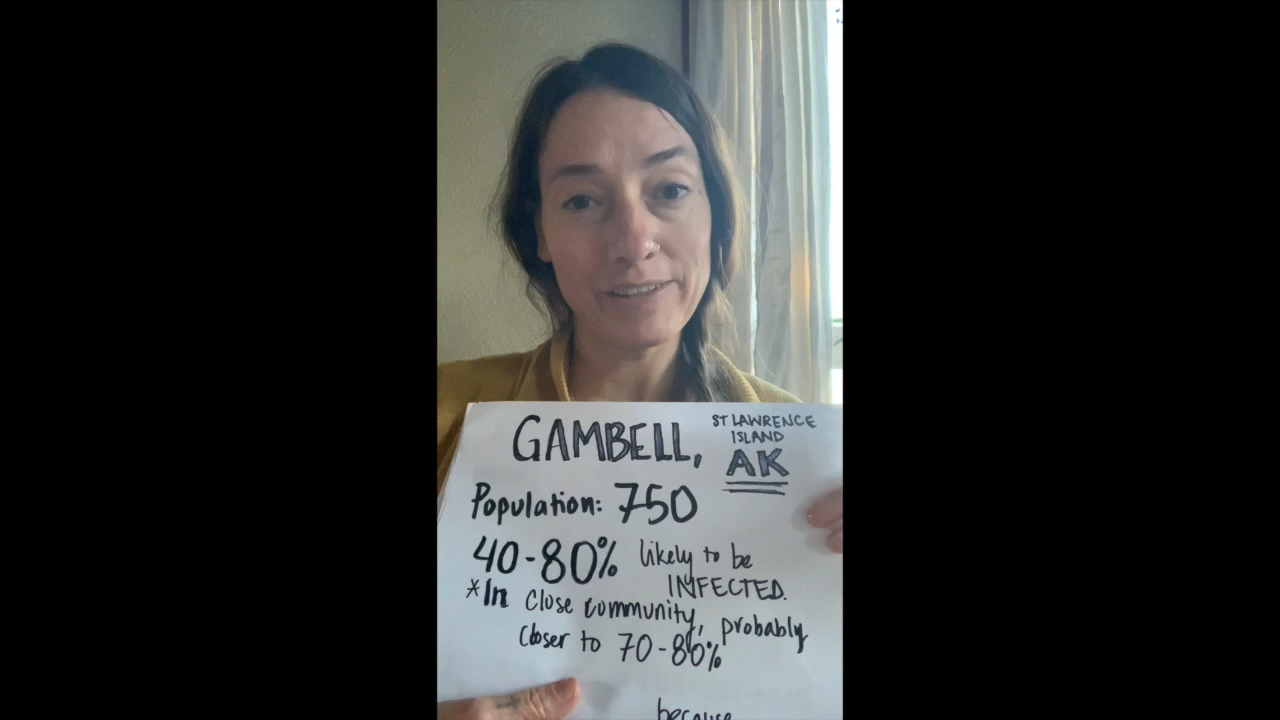 GAMBELL,
ST LAWRENCE
ISLAND
AK
Population: 750
40-80% likely to be
INFECTED.
*In close community, probably
closer to 70-80%
because